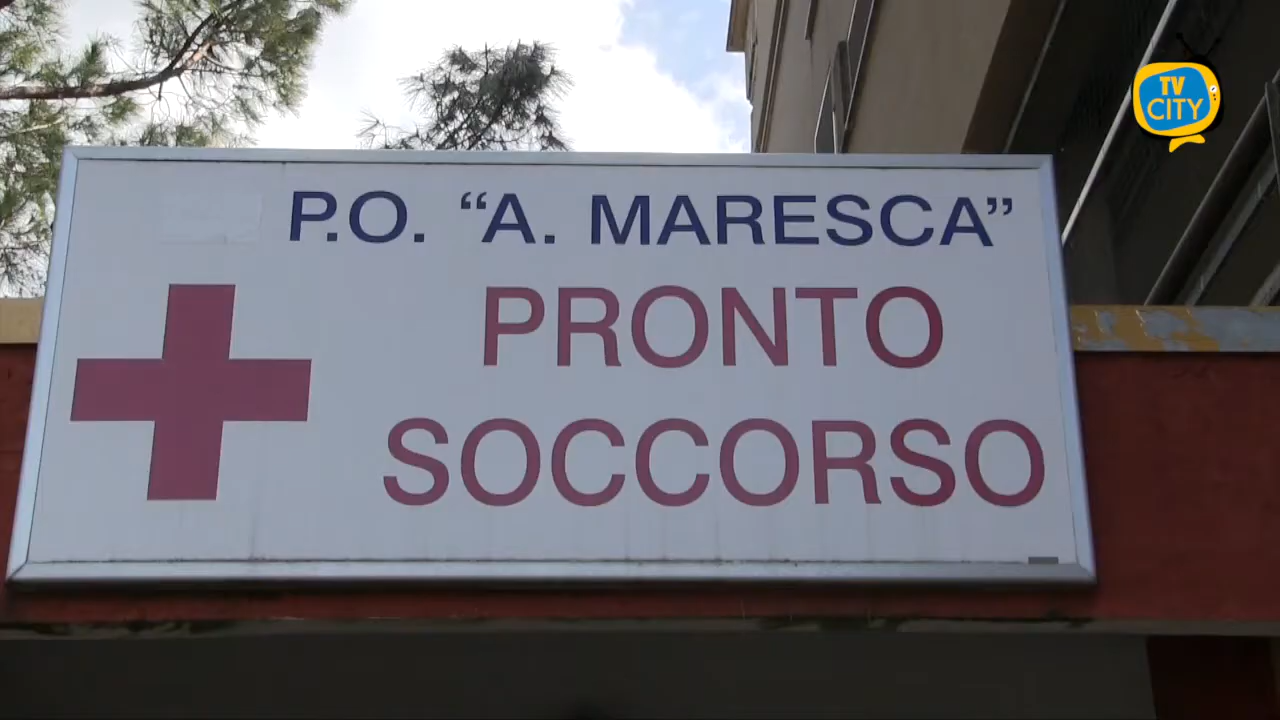 TV
CITY
P.O. “A. MARESCA”
PRONTO
SOCCORSO